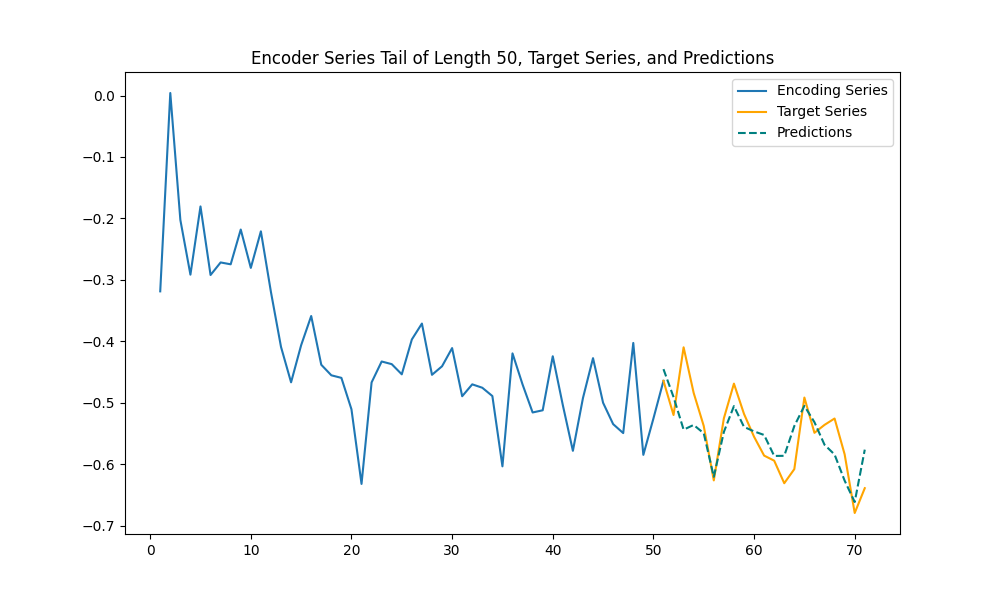 Encoder Series Tail of Length 50, Target Series, and Predictions
Encoding Series
Target Series
Predictions
0.0
−0.1
−0.2
−0.3
−0.4
−0.5
−0.6
−0.7
0 10 20 30 40 50 60 70